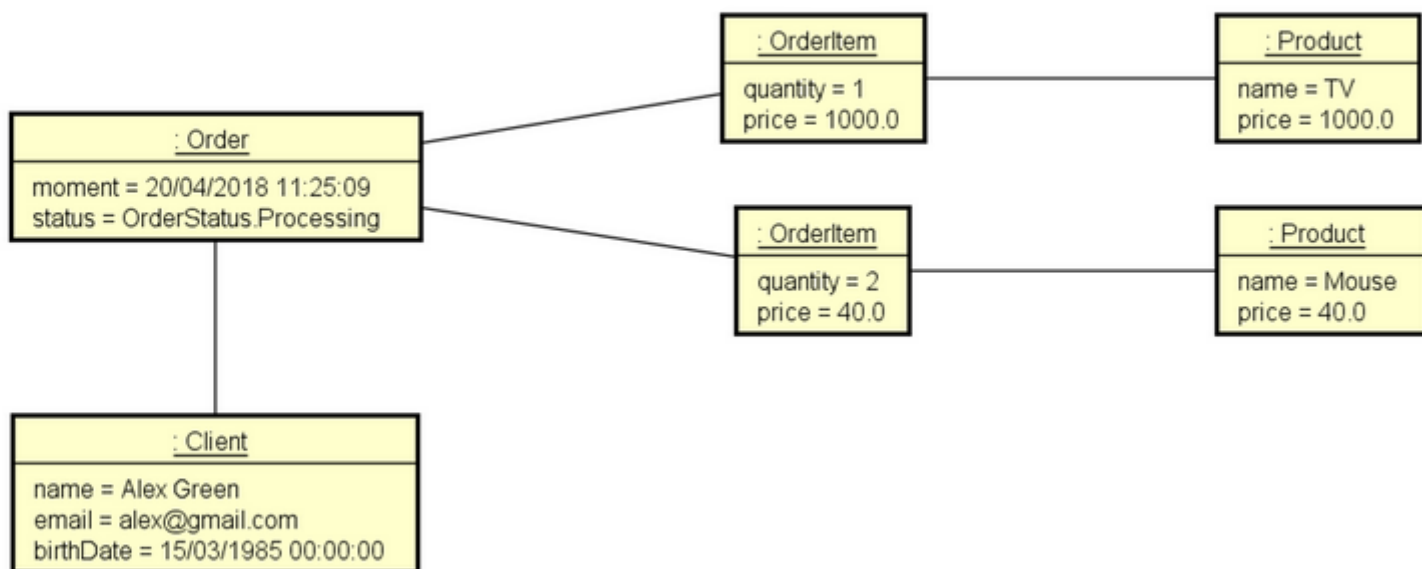 : Order
moment = 20/04/2018 11:25:09
status = OrderStatus.Processing
: OrderItem
quantity = 1
price = 1000.0
: Product
name = TV
price = 1000.0
: OrderItem
quantity = 2
price = 40.0
: Product
name = Mouse
price = 40.0
: Client
name = Alex Green
email = alex@gmail.com
birthDate = 15/03/1985 00:00:00